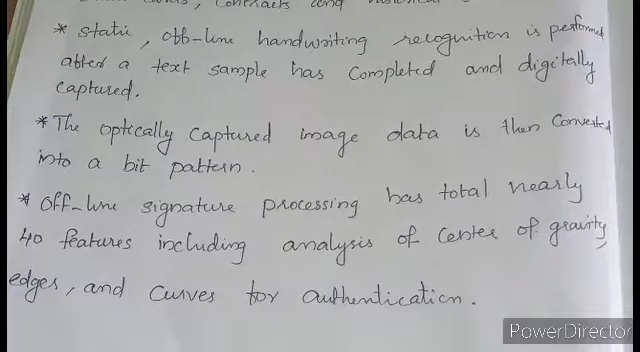 Contracts and
* static, off-line handwriting recognition is performed
after a text sample has completed and digitally
captured.
* The optically captured image data is then converted
into a bit pattern.
* Off-line signature processing has total nearly
40 features including analysis of center of gravity,
edges, and curves for authentication.
PowerDirector